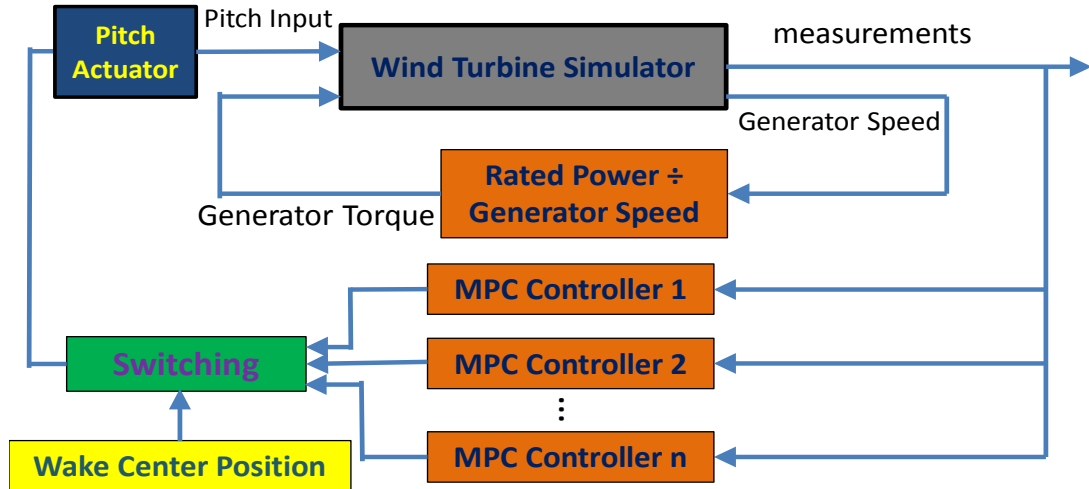 Pitch Input
Pitch
Actuator
measurements
Wind Turbine Simulator
Generator Speed
Rated Power ÷
Generator Speed
Generator Torque
MPC Controller 1
Switching
MPC Controller 2
...
MPC Controller n
Wake Center Position